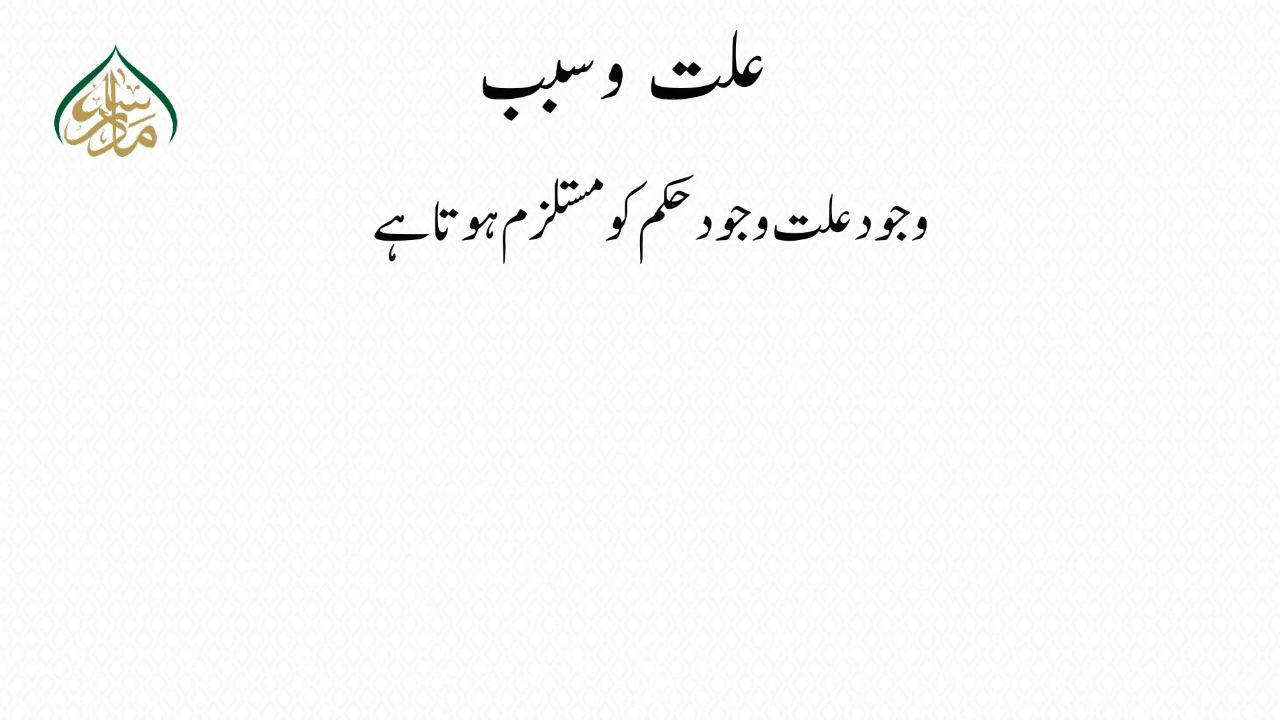 علت و سبب
وجود علت وجود حکم کو مستلزم ہوتا ہے